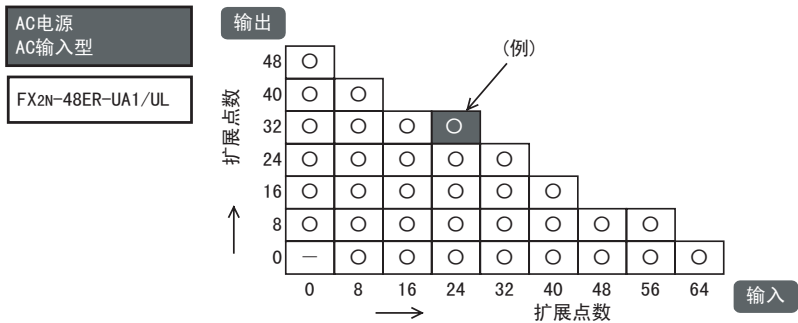 AC电源
AC输入型
FX2N-48ER-UA1/UL
输出
(例)
扩展点数
48 ○
40 ○ ○
32 ○ ○ ○ ○
24 ○ ○ ○ ○ ○
16 ○ ○ ○ ○ ○ ○
8 ○ ○ ○ ○ ○ ○ ○ ○
0 — ○ ○ ○ ○ ○ ○ ○ ○
0 8 16 24 32 40 48 56 64
输入
扩展点数